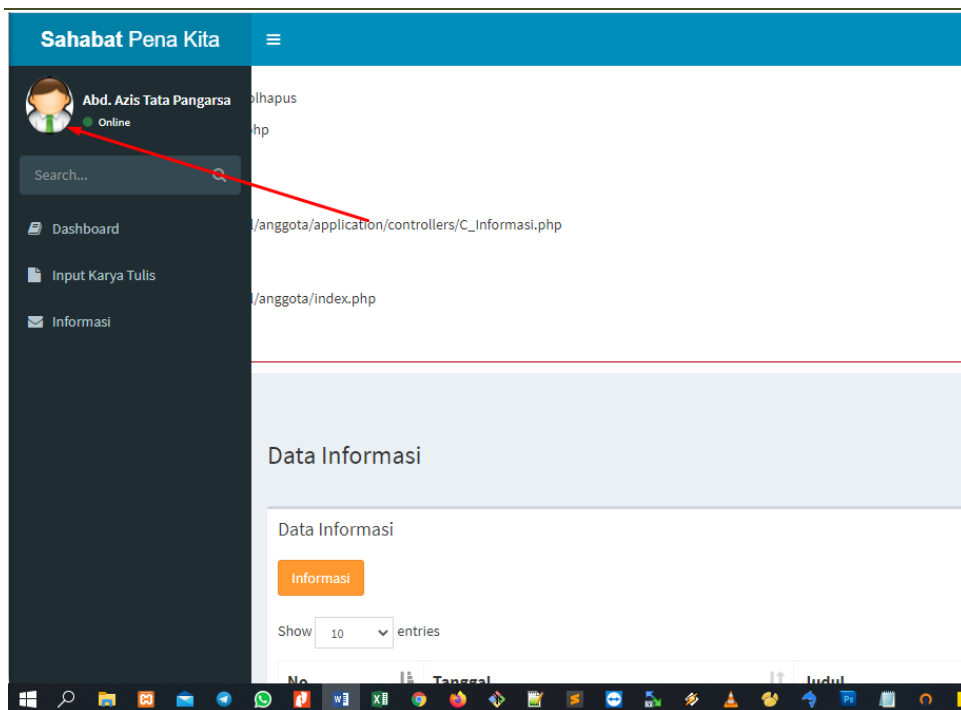 Sahabat Pena Kita
Abd. Azis Tata Pangarsa
Online
Search...
Dashboard
Input Karya Tulis
Informasi
olhapus
hp
l/anggota/application/controllers/C_Informasi.php
l/anggota/index.php
Data Informasi
Data Informasi
Informasi
Show 10 entries
No Tanggal Judul